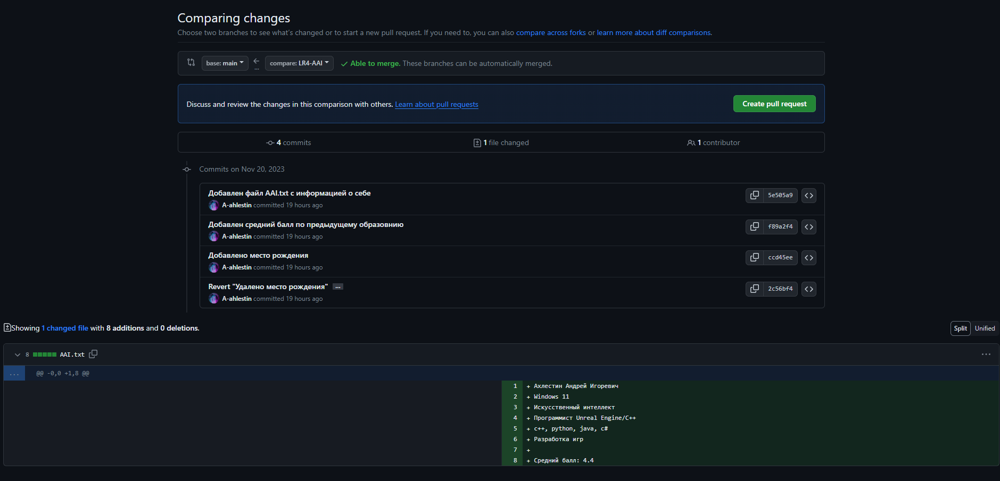 Comparing changes
Choose two branches to see what's changed or to start a new pull request. If you need to, you can also compare across forks or learn more about diff comparisons.
base: main compare: LR4-AAI Able to merge. These branches can be automatically merged.
Discuss and review the changes in this comparison with others. Learn about pull requests Create pull request
4 commits 1 file changed 1 contributor
Commits on Nov 20, 2023
Добавлен файл AAI.txt с информацией о себе
A-ahlestin committed 19 hours ago 5e505a9
Добавлен средний балл по предыдущему образовнию
A-ahlestin committed 19 hours ago f89a2f4
Добавлено место рождения
A-ahlestin committed 19 hours ago ccd45ee
Revert "Удалено место рождения" ...
A-ahlestin committed 19 hours ago 2c56bf4
Showing 1 changed file with 8 additions and 0 deletions. Split Unified
8 AAI.txt
... @@ -0,0 +1,8 @@
1 + Ахлестин Андрей Игоревич
2 + Windows 11
3 + Искусственный интеллект
4 + Программист Unreal Engine/C++
5 + c++, python, java, c#
6 + Разработка игр
7 +
8 + Средний балл: 4.4